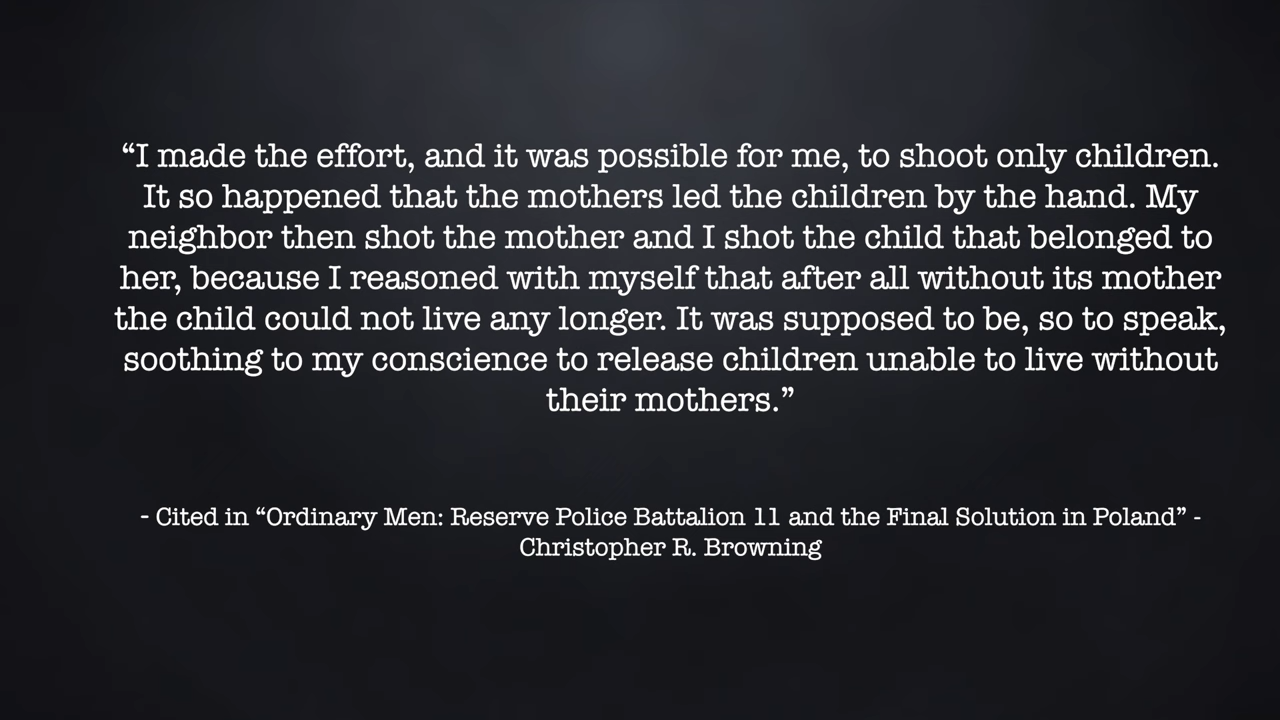 “I made the effort, and it was possible for me, to shoot only children.
It so happened that the mothers led the children by the hand. My
neighbor then shot the mother and I shot the child that belonged to
her, because I reasoned with myself that after all without its mother
the child could not live any longer. It was supposed to be, so to speak,
soothing to my conscience to release children unable to live without
their mothers.”
- Cited in “Ordinary Men: Reserve Police Battalion 11 and the Final Solution in Poland” -
Christopher R. Browning